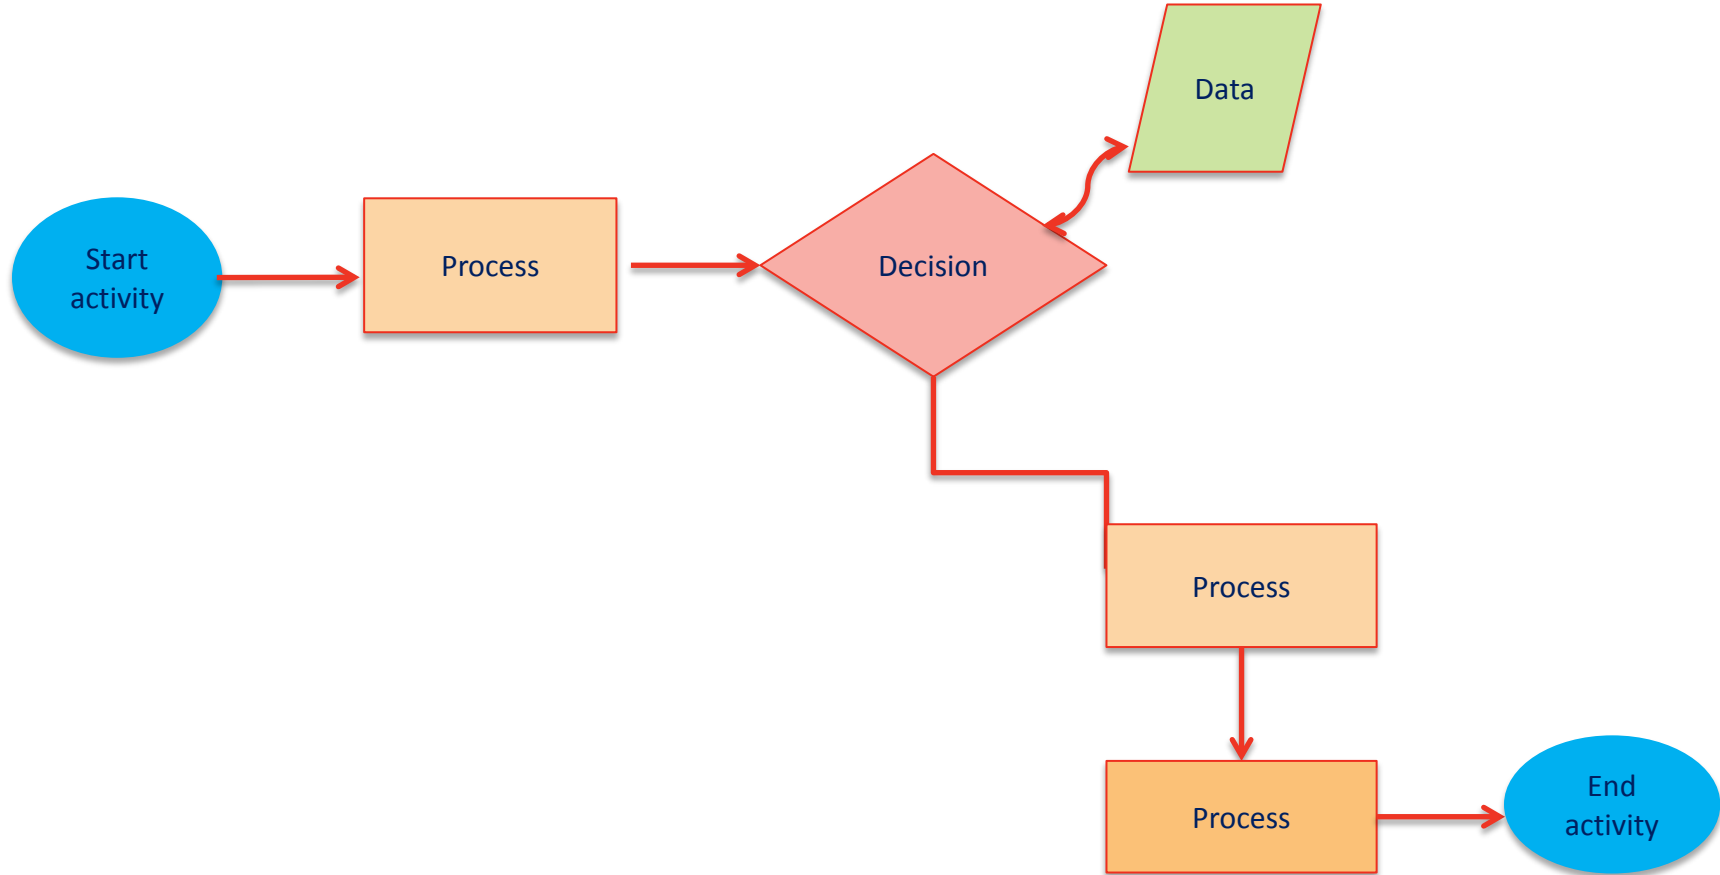 Data
Start
activity
Process
Decision
Process
Process
End
activity